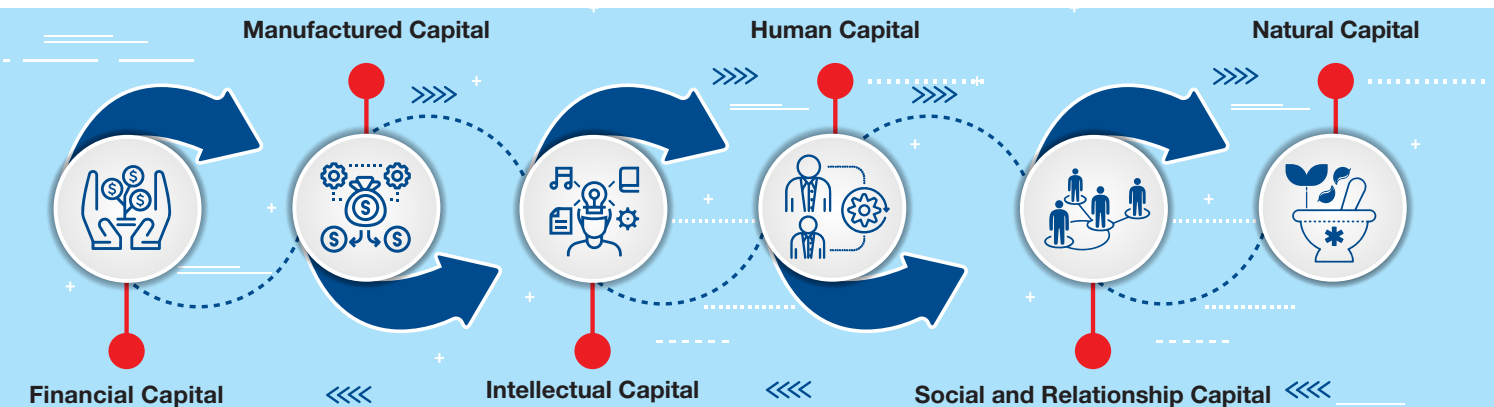 Manufactured Capital
Human Capital
Natural Capital
Financial Capital
Intellectual Capital
Social and Relationship Capital